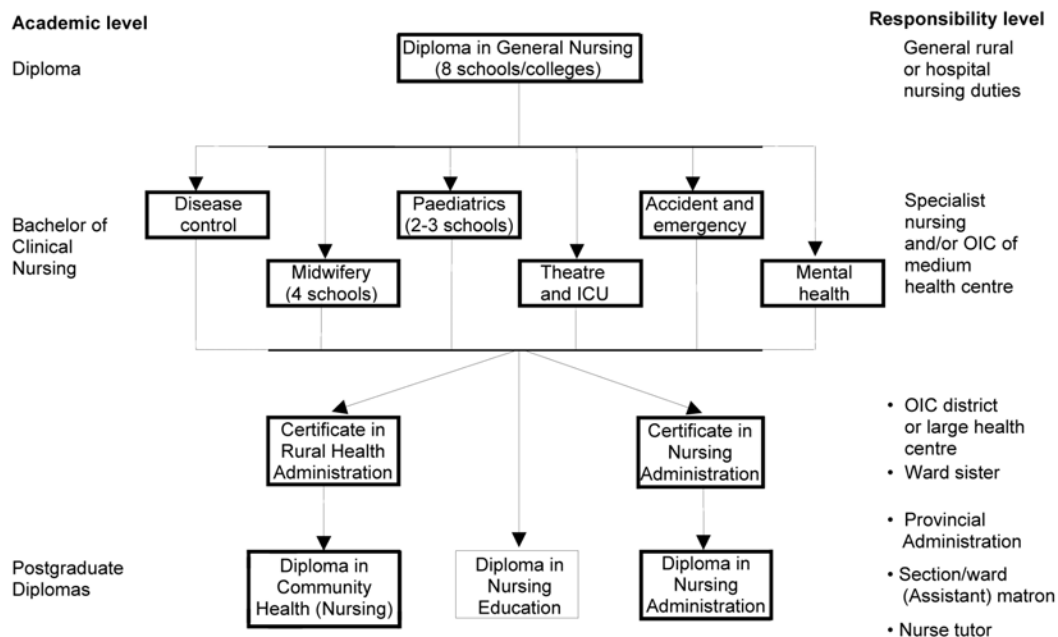 Academic level
Responsibility level
Diploma
Diploma in General Nursing
(8 schools/colleges)
General rural
or hospital
nursing duties
Bachelor of
Clinical
Nursing
Disease
control
Midwifery
(4 schools)
Paediatrics
(2-3 schools)
Theatre
and ICU
Accident and
emergency
Mental
health
Specialist
nursing
and/or OIC of
medium
health centre
Certificate in
Rural Health
Administration
Certificate in
Nursing
Administration
• OIC district
or large health
centre
• Ward sister
Postgraduate
Diplomas
Diploma in
Community
Health (Nursing)
Diploma in
Nursing
Education
Diploma in
Nursing
Administration
• Provincial
Administration
• Section/ward
(Assistant) matron
• Nurse tutor